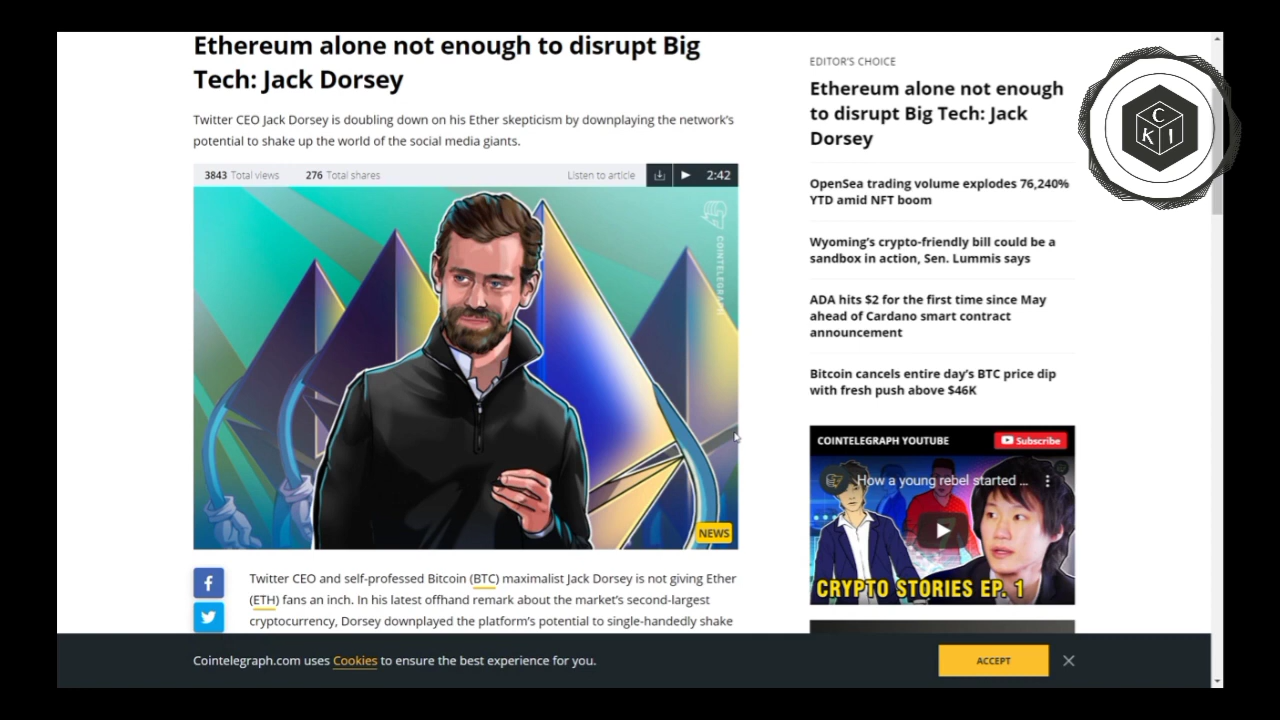 Ethereum alone not enough to disrupt Big
Tech: Jack Dorsey
Twitter CEO Jack Dorsey is doubling down on his Ether skepticism by downplaying the network's
potential to shake up the world of the social media giants.
3843 Total views 276 Total shares Listen to article 2:42
COINTELEGRAPH
NEWS
Twitter CEO and self-professed Bitcoin (BTC) maximalist Jack Dorsey is not giving Ether
(ETH) fans an inch. In his latest offhand remark about the market's second-largest
cryptocurrency, Dorsey downplayed the platform's potential to single-handedly shake
EDITOR'S CHOICE
Ethereum alone not enough
to disrupt Big Tech: Jack
Dorsey
OpenSea trading volume explodes 76,240%
YTD amid NFT boom
Wyoming's crypto-friendly bill could be a
sandbox in action, Sen. Lummis says
ADA hits $2 for the first time since May
ahead of Cardano smart contract
announcement
Bitcoin cancels entire day's BTC price dip
with fresh push above $46K
COINTELEGRAPH YOUTUBE Subscribe
How a young rebel started ...
CRYPTO STORIES EP. 1
C
K I
Cointelegraph.com uses Cookies to ensure the best experience for you.
ACCEPT